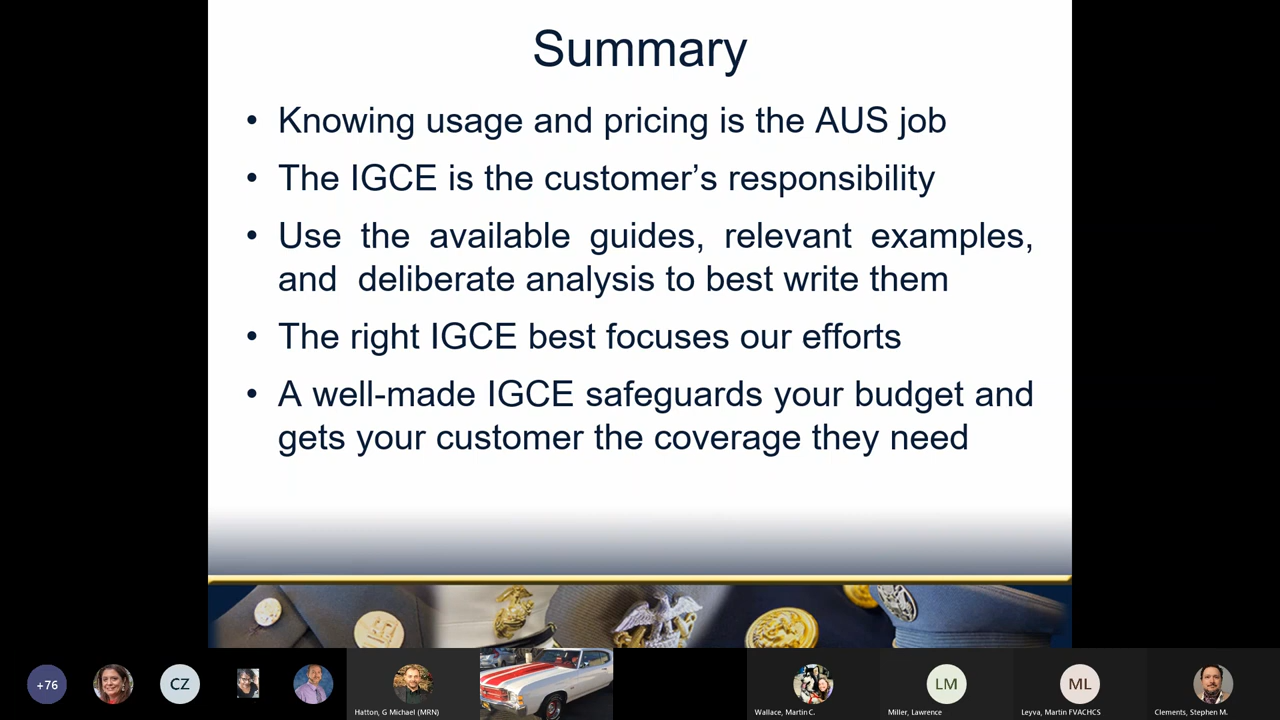 Summary
• Knowing usage and pricing is the AUS job
• The IGCE is the customer’s responsibility
• Use the available guides, relevant examples,
and deliberate analysis to best write them
• The right IGCE best focuses our efforts
• A well-made IGCE safeguards your budget and
gets your customer the coverage they need
+76
CZ
LM
ML
Hatton, G Michael (MRN)
Wallace, Martin C.
Miller, Lawrence
Leyva, Martin FVACHCS
Clements, Stephen M.